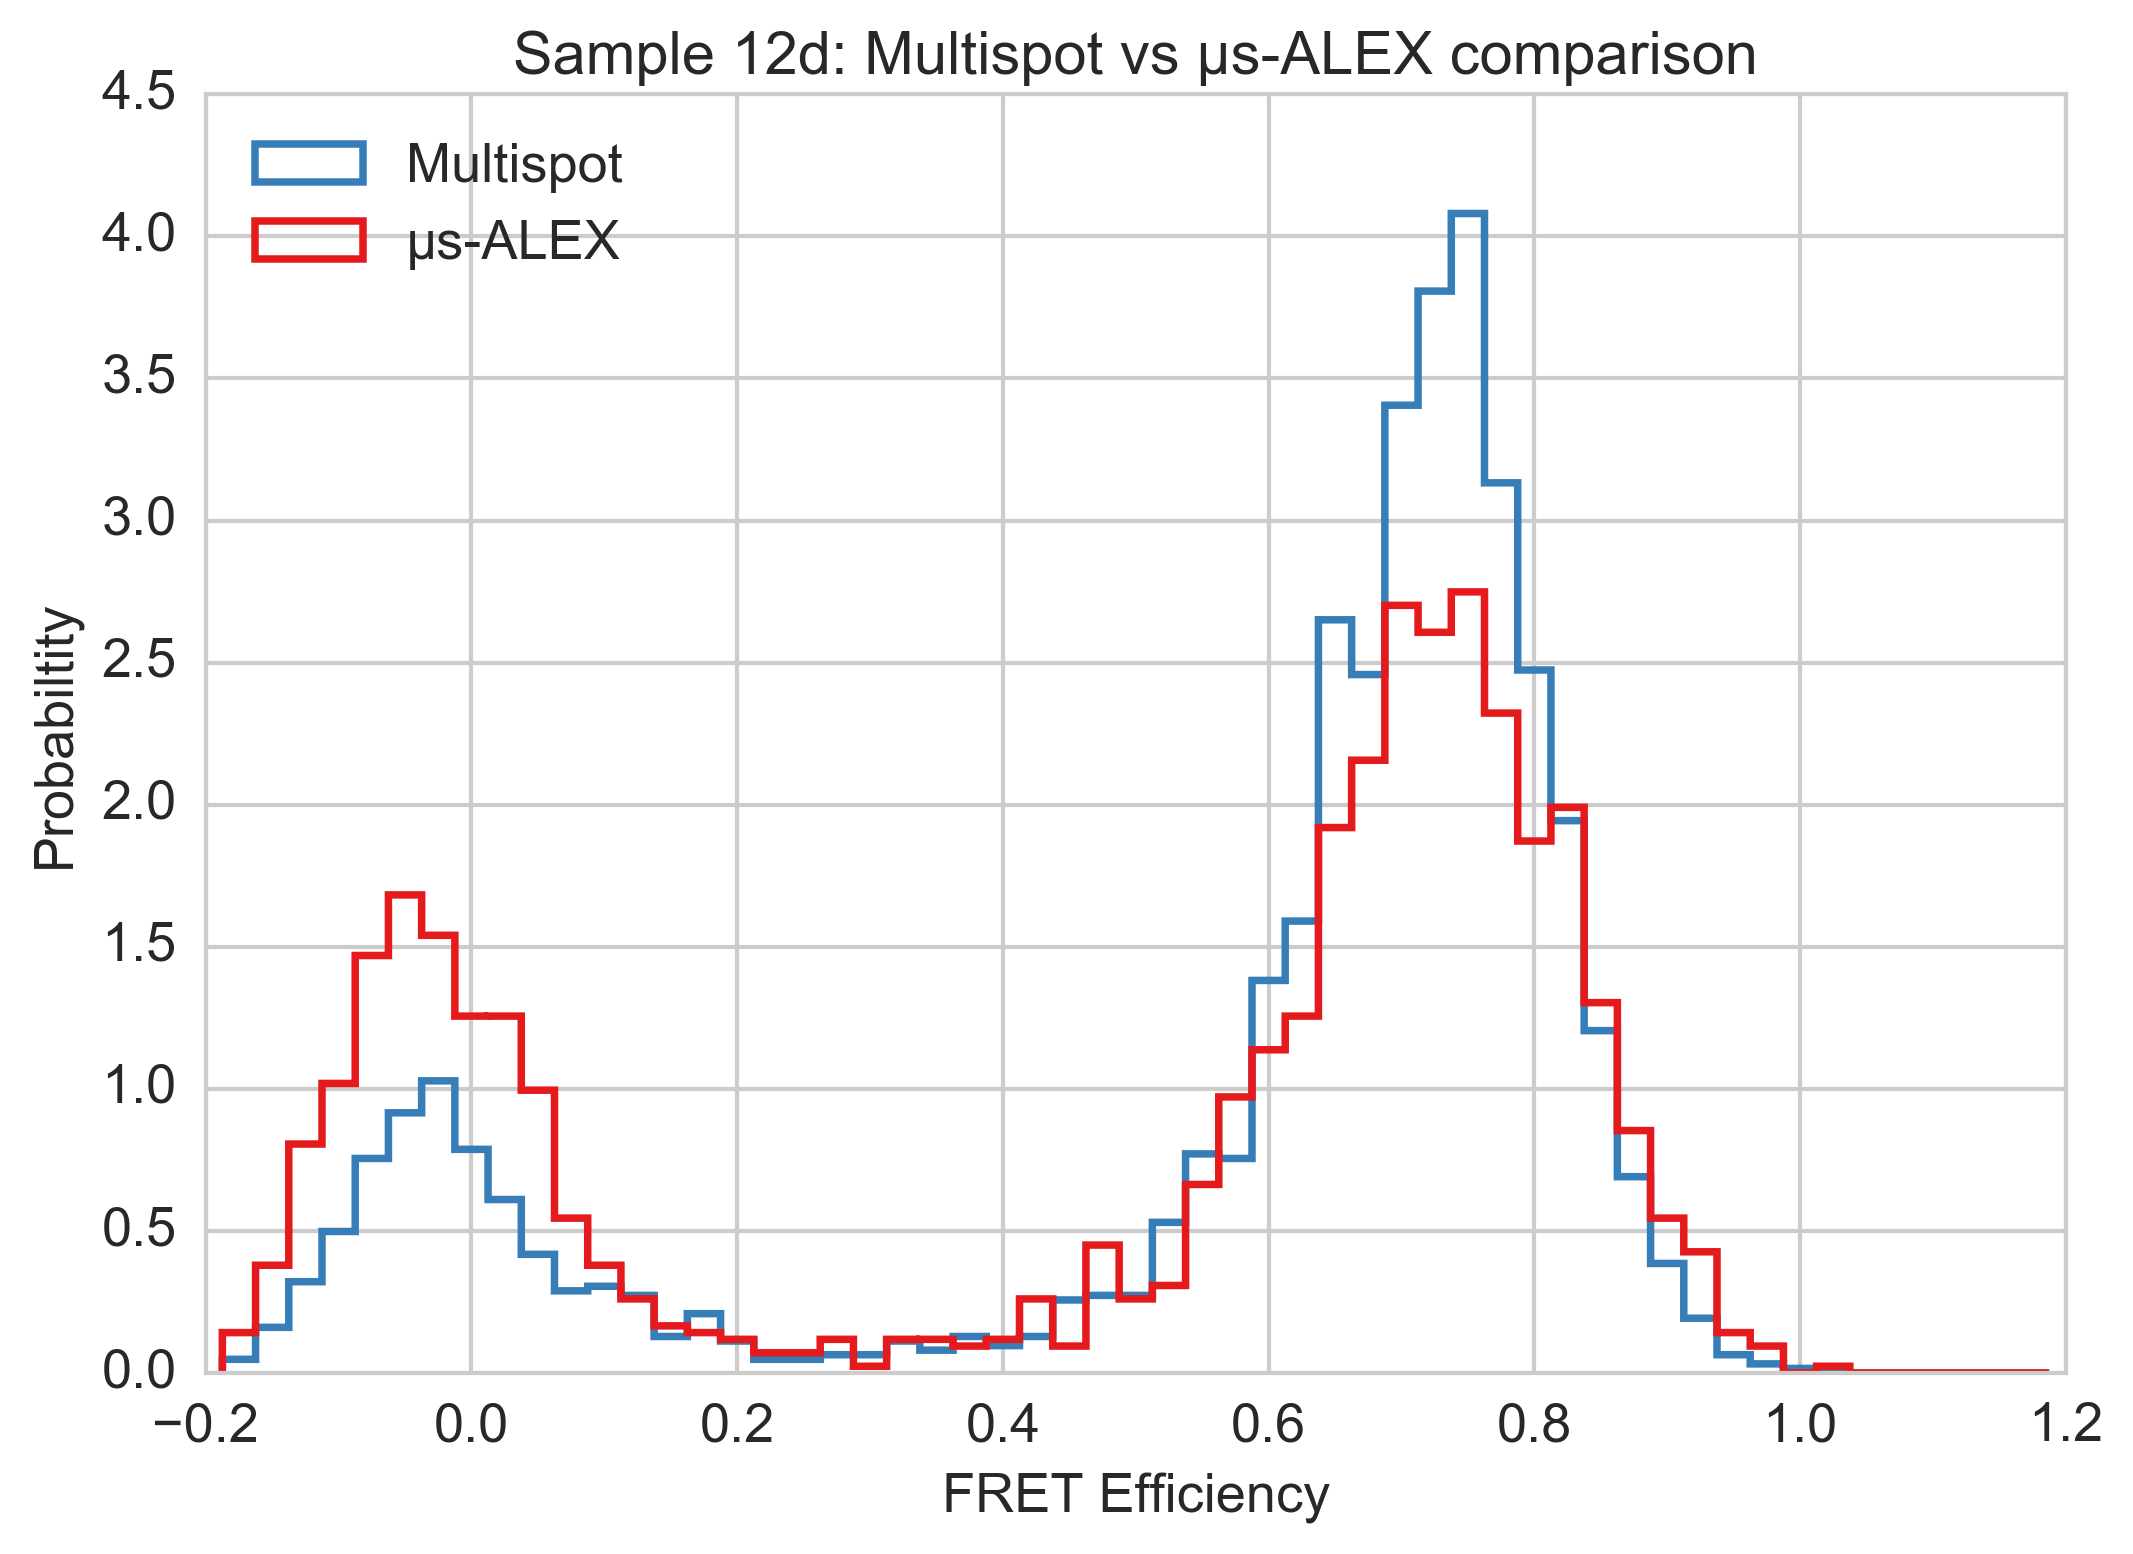 Sample 12d: Multispot vs µs-ALEX comparison
4.5
4.0
3.5
3.0
2.5
2.0
1.5
1.0
0.5
0.0
Probabiltity
Multispot
µs-ALEX
−0.2 0.0 0.2 0.4 0.6 0.8 1.0 1.2
FRET Efficiency